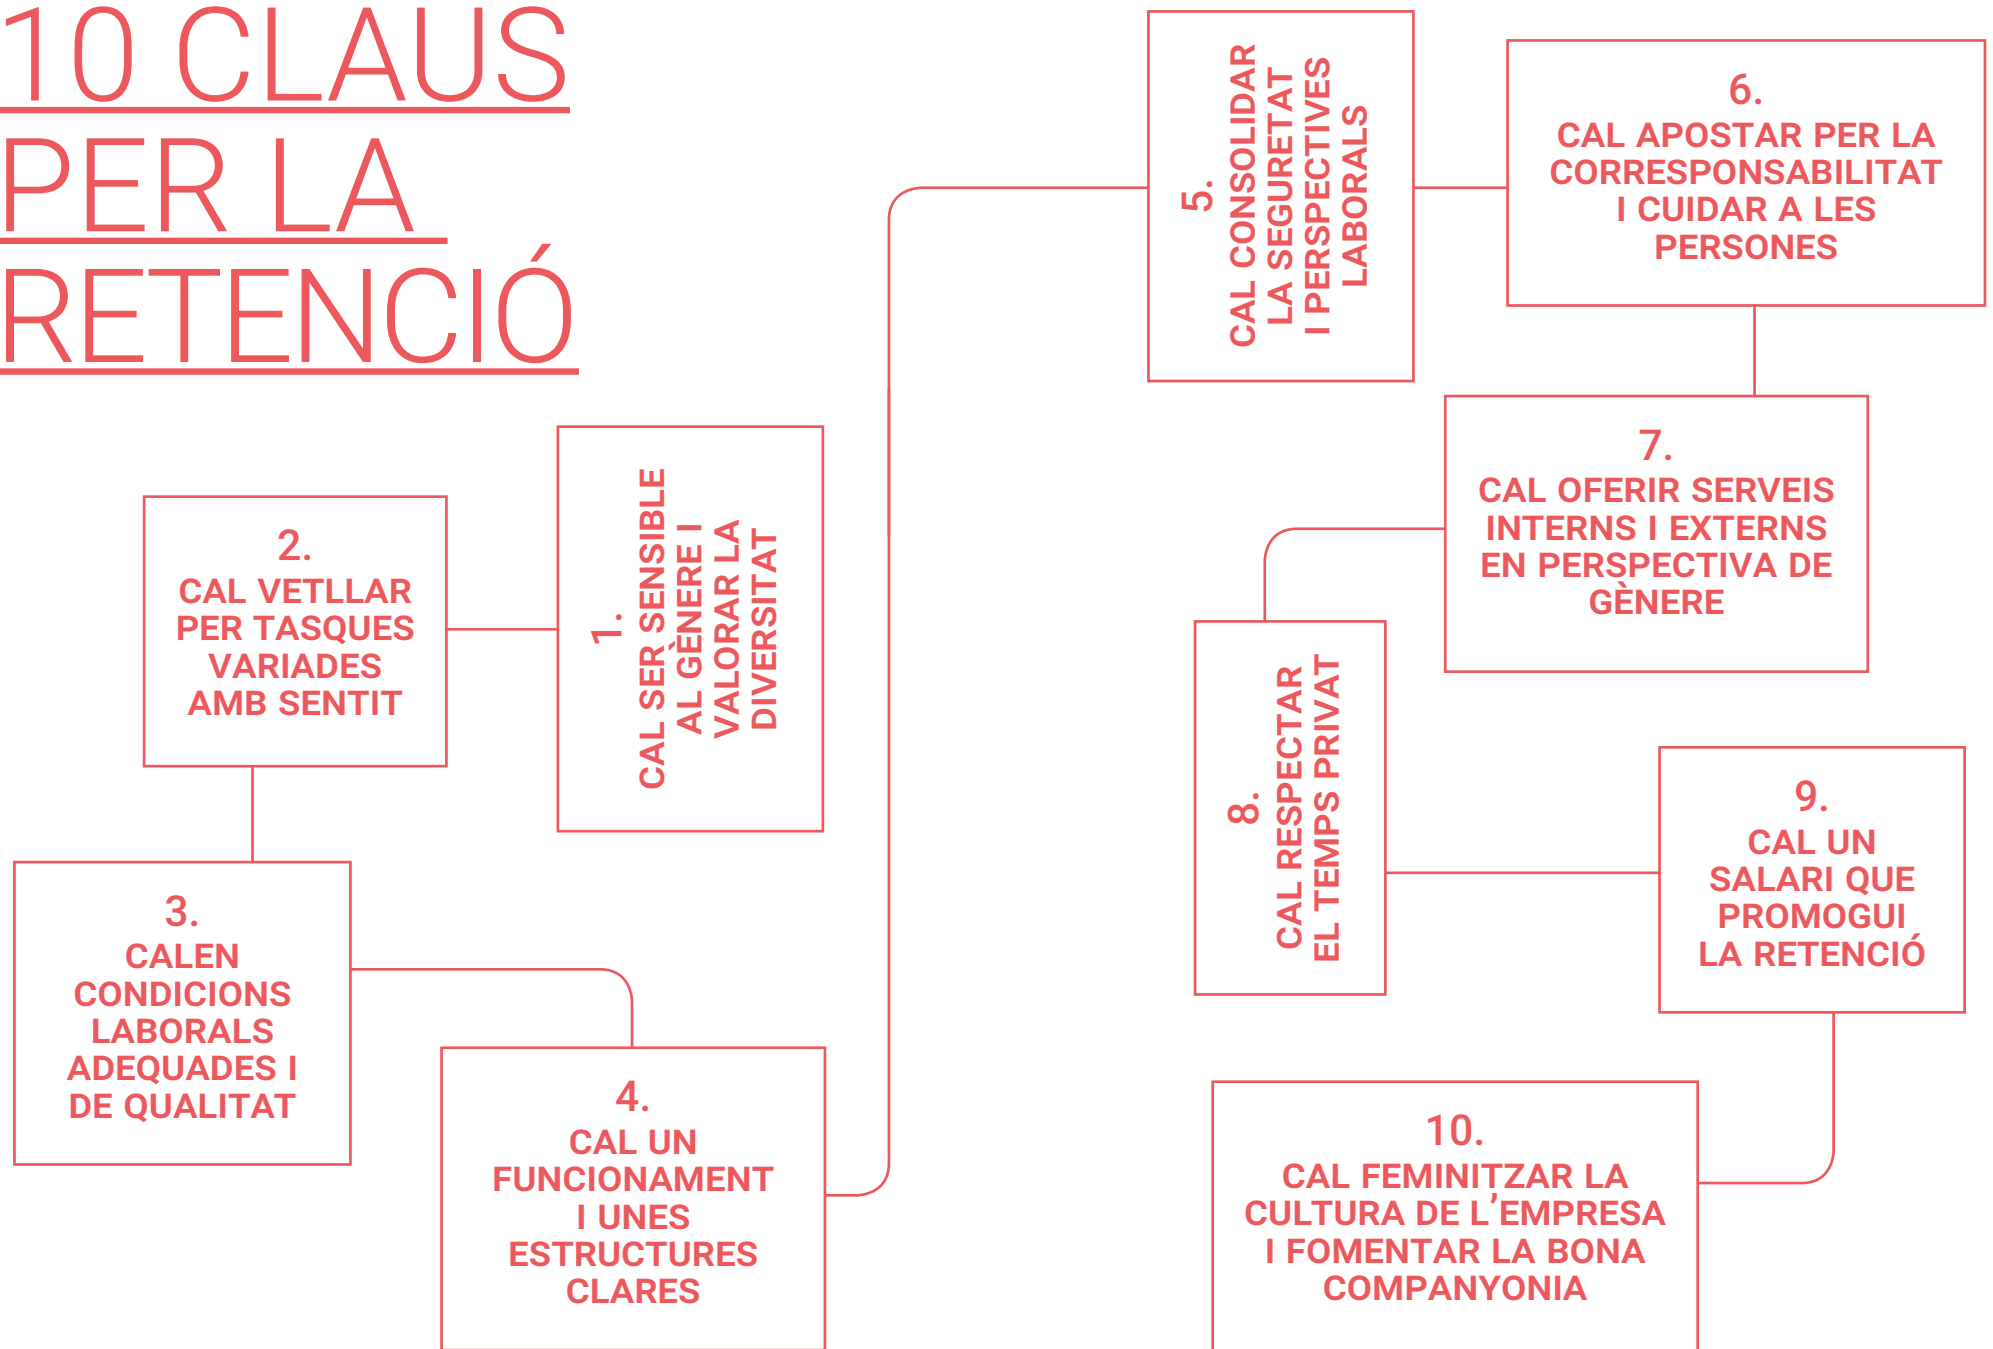 10 CLAUS
PER LA
RETENCIÓ
1.
CAL SER SENSIBLE
AL GÈNERE I
VALORAR LA
DIVERSITAT
2.
CAL VETLLAR
PER TASQUES
VARIADES
AMB SENTIT
3.
CALEN
CONDICIONS
LABORALS
ADEQUADES I
DE QUALITAT
4.
CAL UN
FUNCIONAMENT
I UNES
ESTRUCTURES
CLARES
5.
CAL CONSOLIDAR
LA SEGURETAT
I PERSPECTIVES
LABORALS
6.
CAL APOSTAR PER LA
CORRESPONSABILITAT
I CUIDAR A LES
PERSONES
7.
CAL OFERIR SERVEIS
INTERNS I EXTERNS
EN PERSPECTIVA DE
GÈNERE
8.
CAL RESPECTAR
EL TEMPS PRIVAT
9.
CAL UN
SALARI QUE
PROMOGUI
LA RETENCIÓ
10.
CAL FEMINITZAR LA
CULTURA DE L'EMPRESA
I FOMENTAR LA BONA
COMPANYONIA